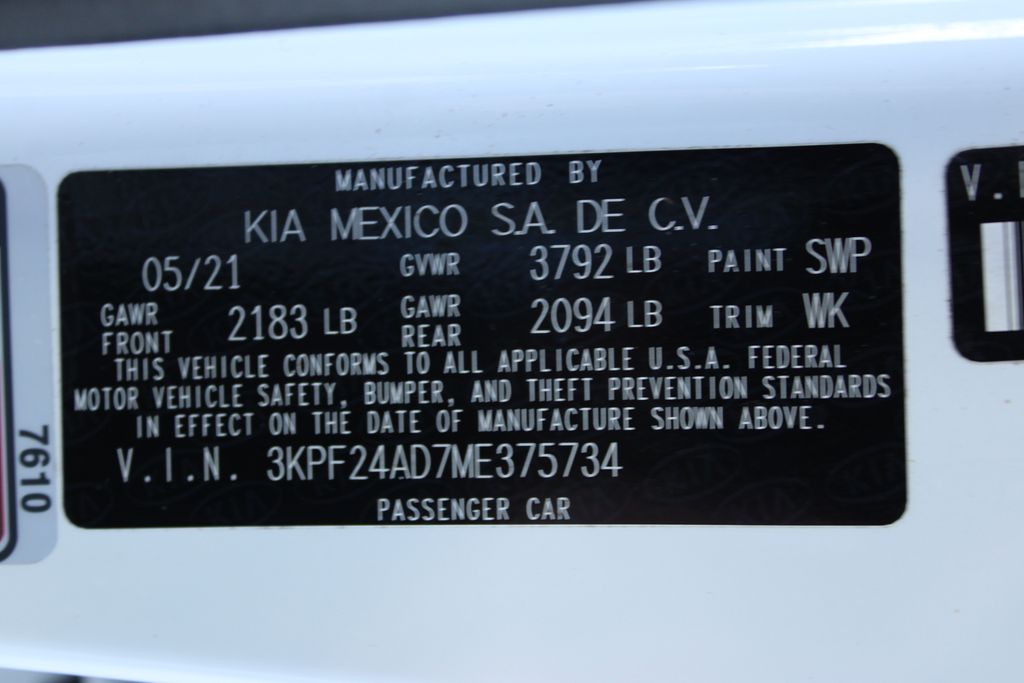 MANUFACTURED BY
KIA MEXICO S.A. DE C.V.
05/21 GVWR 3792 LB PAINT SWP
GAWR FRONT 2183 LB GAWR REAR 2094 LB TRIM WK
THIS VEHICLE CONFORMS TO ALL APPLICABLE U.S.A. FEDERAL
MOTOR VEHICLE SAFETY, BUMPER, AND THEFT PREVENTION STANDARDS
IN EFFECT ON THE DATE OF MANUFACTURE SHOWN ABOVE.
V.I.N. 3KPF24AD7ME375734
PASSENGER CAR
7610
V.